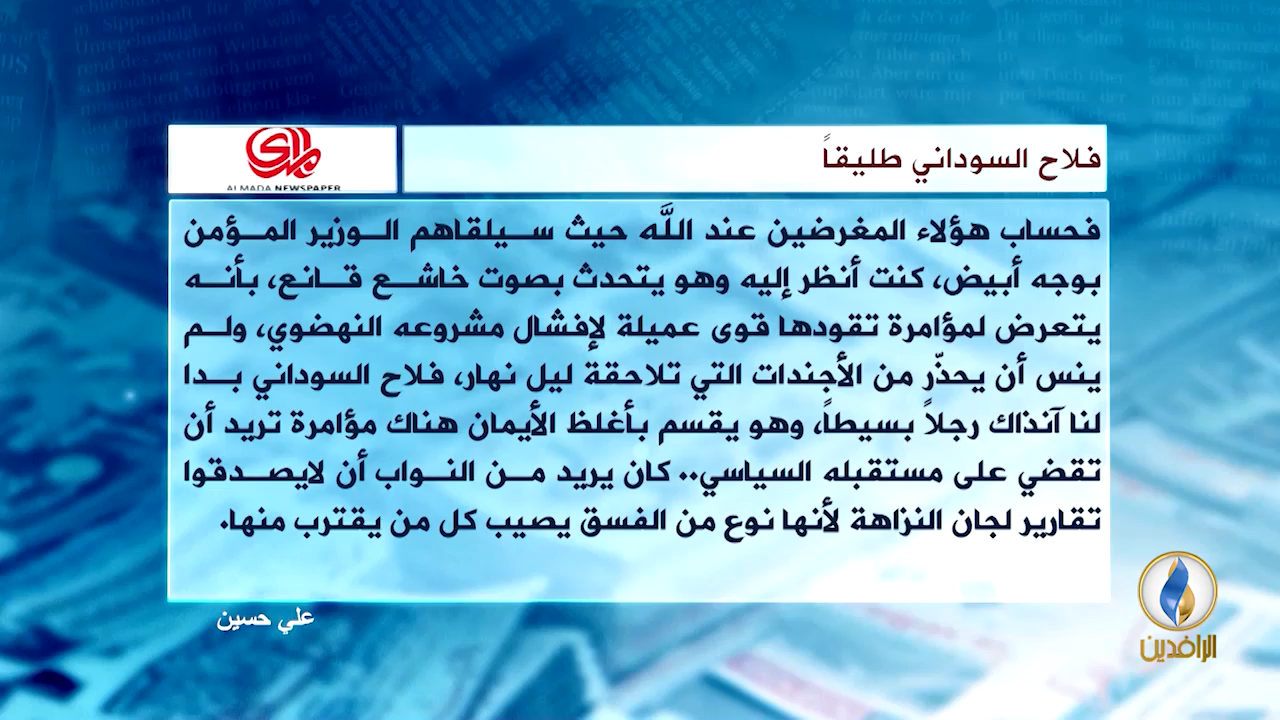 فلاح السوداني طليقاً
المدى
ALMADA NEWSPAPER
فحساب هؤلاء المغرضين عند اللَّه حيث سيلقاهم الوزير المؤمن
بوجه أبيض، كنت أنظر إليه وهو يتحدث بصوت خاشع قانع، بأنه
يتعرض لمؤامرة تقودها قوى عميلة لإفشال مشروعه النهضوي، ولم
ينس أن يحذّر من الأجندات التي تلاحقة ليل نهار، فلاح السوداني بدا
لنا آنذاك رجلاً بسيطاً، وهو يقسم بأغلظ الأيمان هناك مؤامرة تريد أن
تقضي على مستقبله السياسي.. كان يريد من النواب أن لايصدقوا
تقارير لجان النزاهة لأنها نوع من الفسق يصيب كل من يقترب منها.
علي حسين
الرافدين